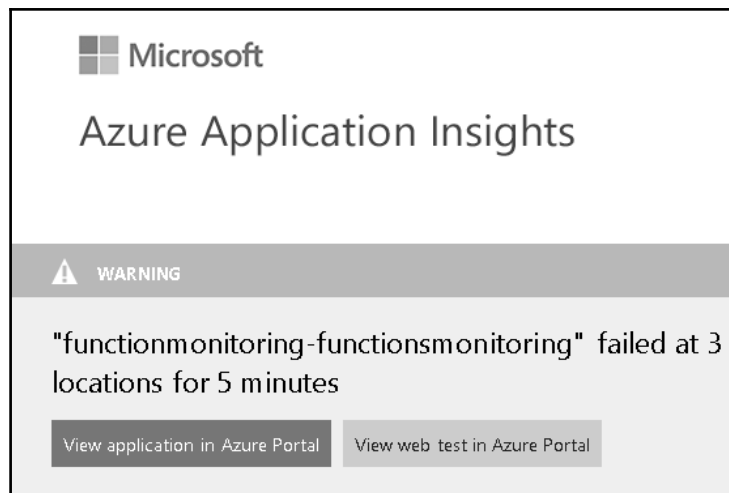 Microsoft
Azure Application Insights
WARNING
"functionmonitoring-functionsmonitoring" failed at 3
locations for 5 minutes
View application in Azure Portal
View web test in Azure Portal